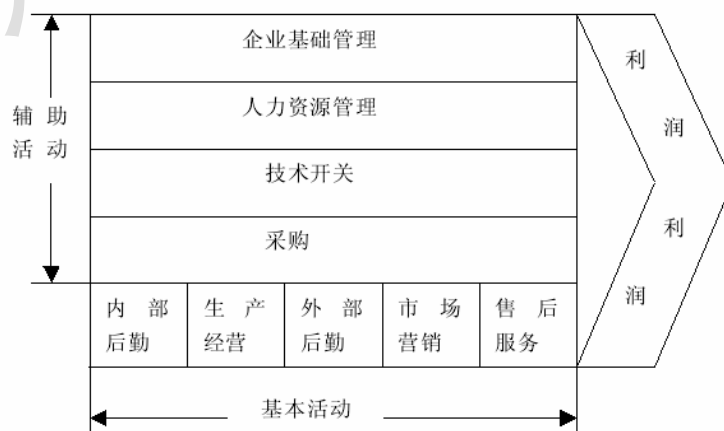 企业基础管理
利
人力资源管理
辅 助
润
活 动
技术开关
利
采购
润
内 部 生 产 外 部 市 场 售 后
后勤 经营 后勤 营销 服务
基本活动